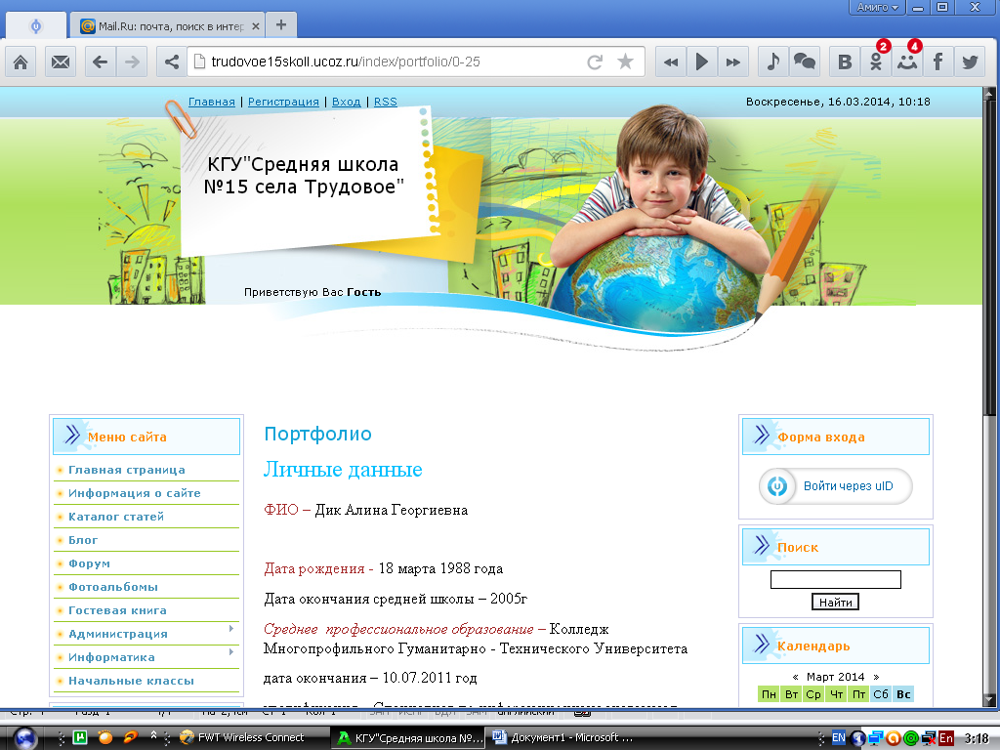 Амиго
Mail.Ru: почта, поиск в интер
trudovoe15skoll.ucoz.ru/index/portfolio/0-25
2
4
Главная | Регистрация | Вход | RSS
Воскресенье, 16.03.2014, 10:18
КГУ"Средняя школа
№15 села Трудовое"
Приветствую Вас Гость
Меню сайта
Главная страница
Информация о сайте
Каталог статей
Блог
Форум
Фотоальбомы
Гостевая книга
Администрация
Информатика
Начальные классы
Портфолио
Личные данные
ФИО – Дик Алина Георгиевна
Дата рождения - 18 марта 1988 года
Дата окончания средней школы – 2005г
Среднее профессиональное образование – Колледж
Многопрофильного Гуманитарно - Технического Университета
дата окончания – 10.07.2011 год
Форма входа
Войти через uID
Поиск
Найти
Календарь
« Март 2014 »
Пн Вт Ср Чт Пт Сб Вс
FWT Wireless Connect
КГУ"Средняя школа №...
Документ1 - Microsoft ...
EN
En
3:18